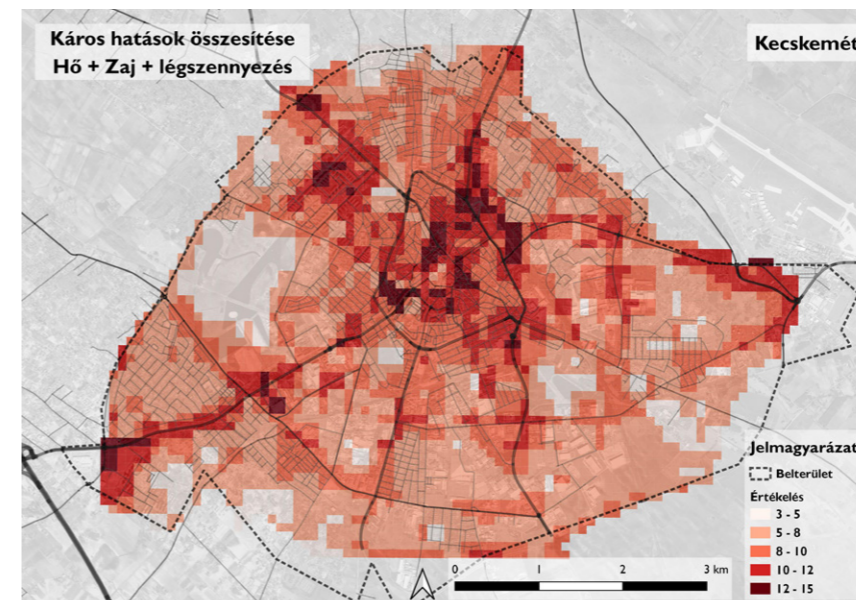 Káros hatások összesítése
Hő + Zaj + légszennyezés
Kecskemét
Jelmagyarázat
Belterület
Értékelés
3 - 5
5 - 8
8 - 10
10 - 12
12 - 15
0 1 2 3 km